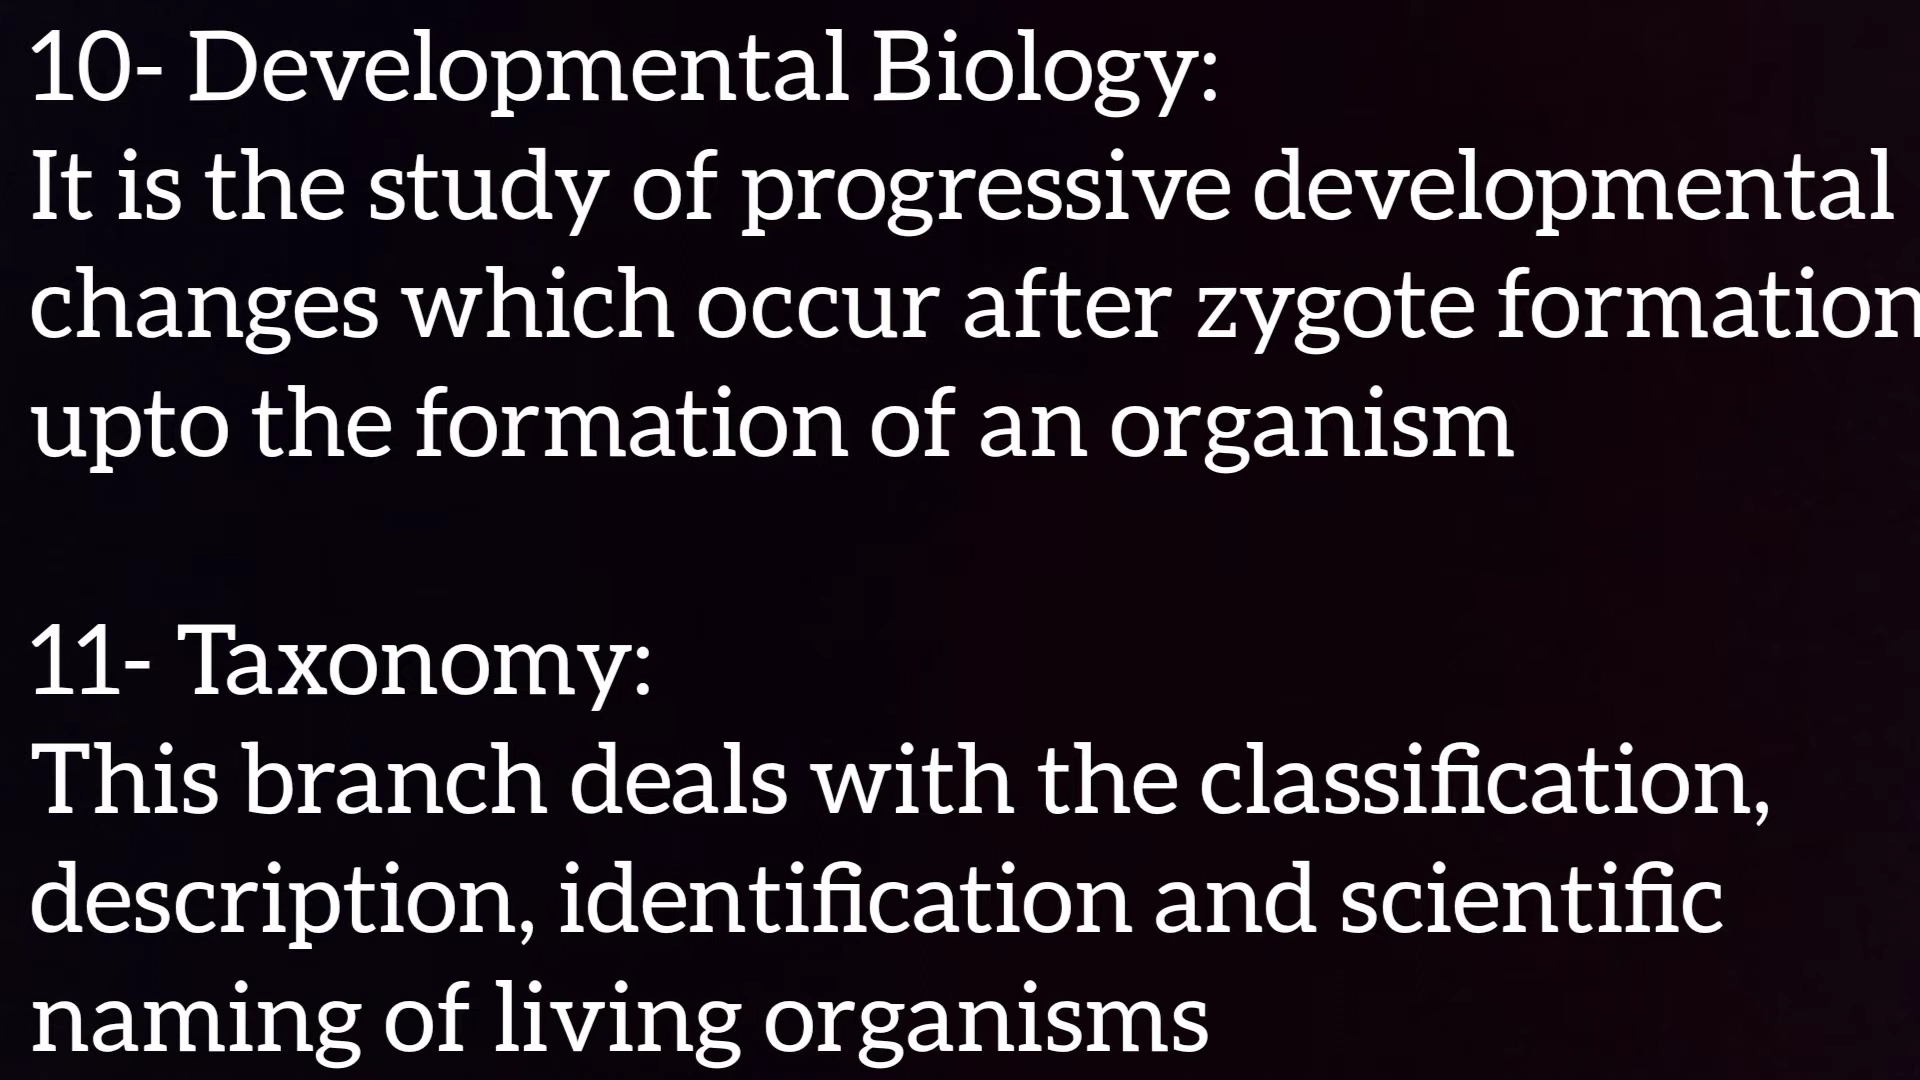 10- Developmental Biology:
It is the study of progressive developmental
changes which occur after zygote formation
upto the formation of an organism
11- Taxonomy:
This branch deals with the classification,
description, identification and scientific
naming of living organisms